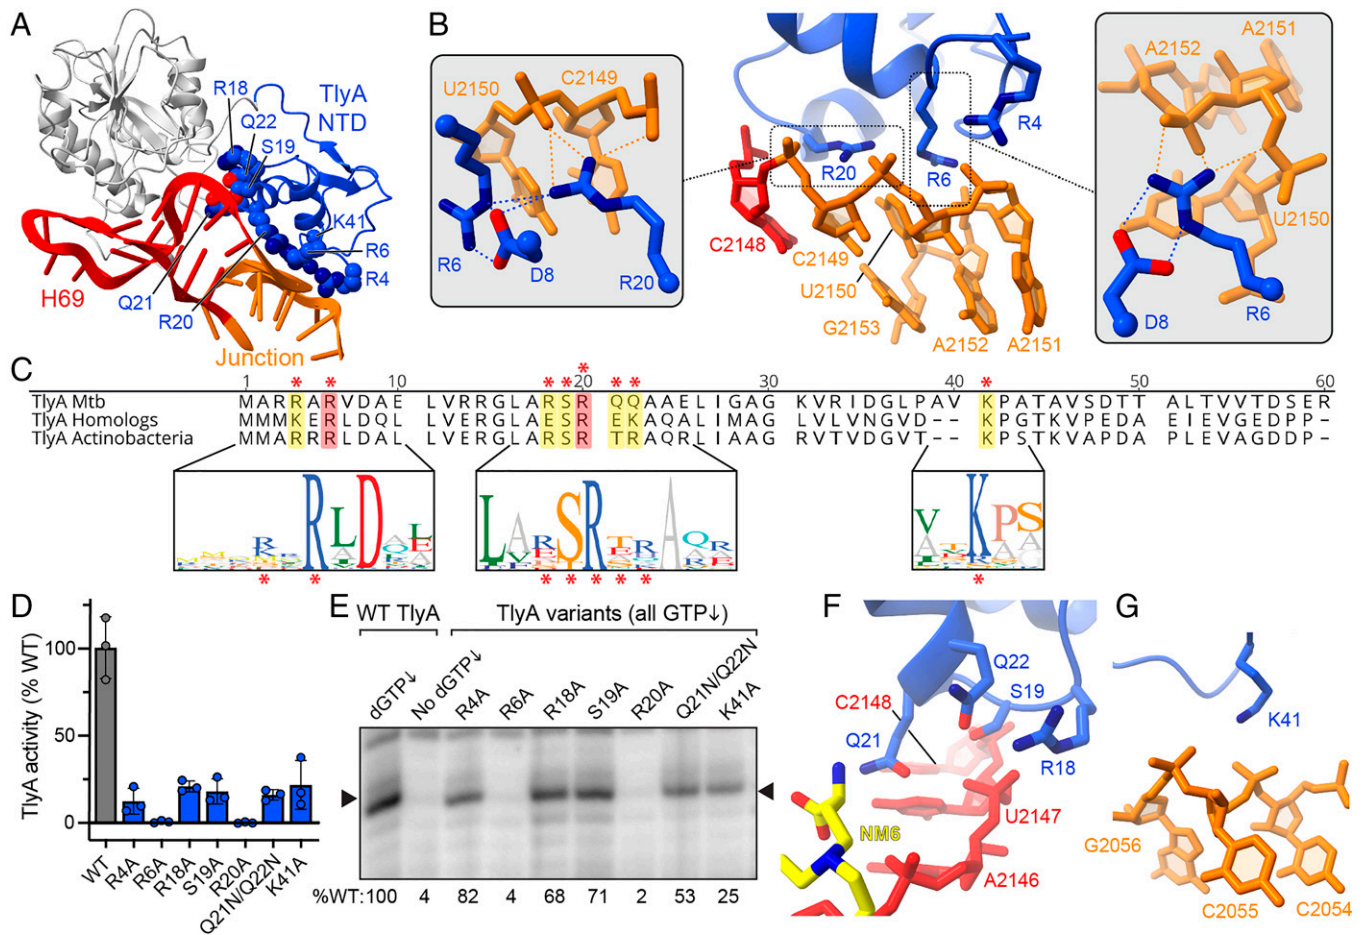 A
R18
Q22
S19
TlyA
NTD
K41
R6
R4
H69
Q21
R20
Junction
B
U2150
C2149
R6
D8
R20
R20
R6
R4
C2148
C2149
U2150
G2153
A2152
A2151
A2151
A2152
U2150
D8
R6
C
1 10 20 30 40 50 60
* * * * * * * *
TlyA Mtb MARRARVDAE LVRRGLARSR QQAAELIGAG KVRIDGLPAV KPATAVSDTT ALTVVTDSER
TlyA Homologs MMMKERLDQL LVERGLAESR EKAQALIMAG LVLVDGQVV-- KPGTKVPEDA EIEVEGDDP-
TlyA Actinobacteria MMARRRLDAL LVERGLARSR TRAQRLIAAG RVTVDGVT-- KPSTKVAPDA PLEVAGDDP-
* *
* * * * *
*
D
TlyA activity (% WT)
100
50
0
WT
R4A
R6A
R18A
S19A
R20A
Q21N/Q22N
K41A
E
WT TlyA
TlyA variants (all GTP↓)
dGTP↓
No dGTP↓
R4A
R6A
R18A
S19A
R20A
Q21N/Q22N
K41A
%WT:100 4 82 4 68 71 2 53 25
F
Q22
S19
C2148
Q21
R18
NM6
U2147
A2146
G
K41
G2056
C2055
C2054